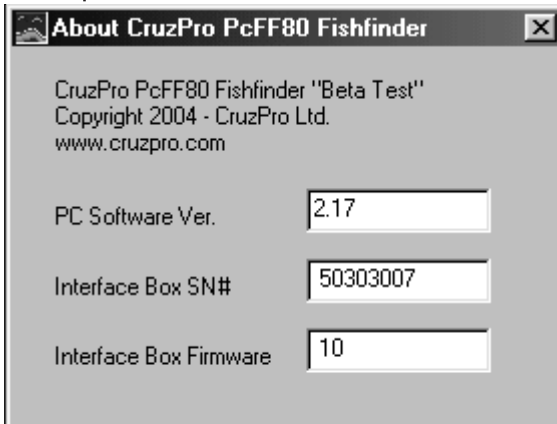 About CruzPro PcFF80 Fishfinder
CruzPro PcFF80 Fishfinder "Beta Test"
Copyright 2004 - CruzPro Ltd.
www.cruzpro.com
PC Software Ver. 2.17
Interface Box SN# 50303007
Interface Box Firmware 10